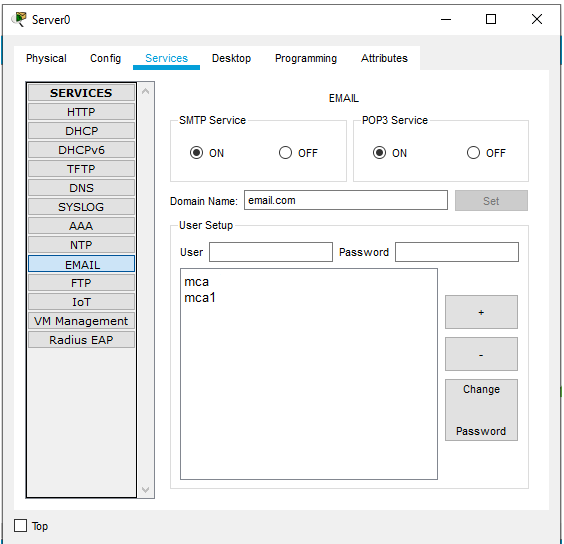 Server0
Physical Config Services Desktop Programming Attributes
SERVICES
HTTP
DHCP
DHCPv6
TFTP
DNS
SYSLOG
AAA
NTP
EMAIL
FTP
IoT
VM Management
Radius EAP
EMAIL
SMTP Service POP3 Service
ON OFF ON OFF
Domain Name: email.com Set
User Setup
User Password
mca
mca1
+
-
Change
Password
Top